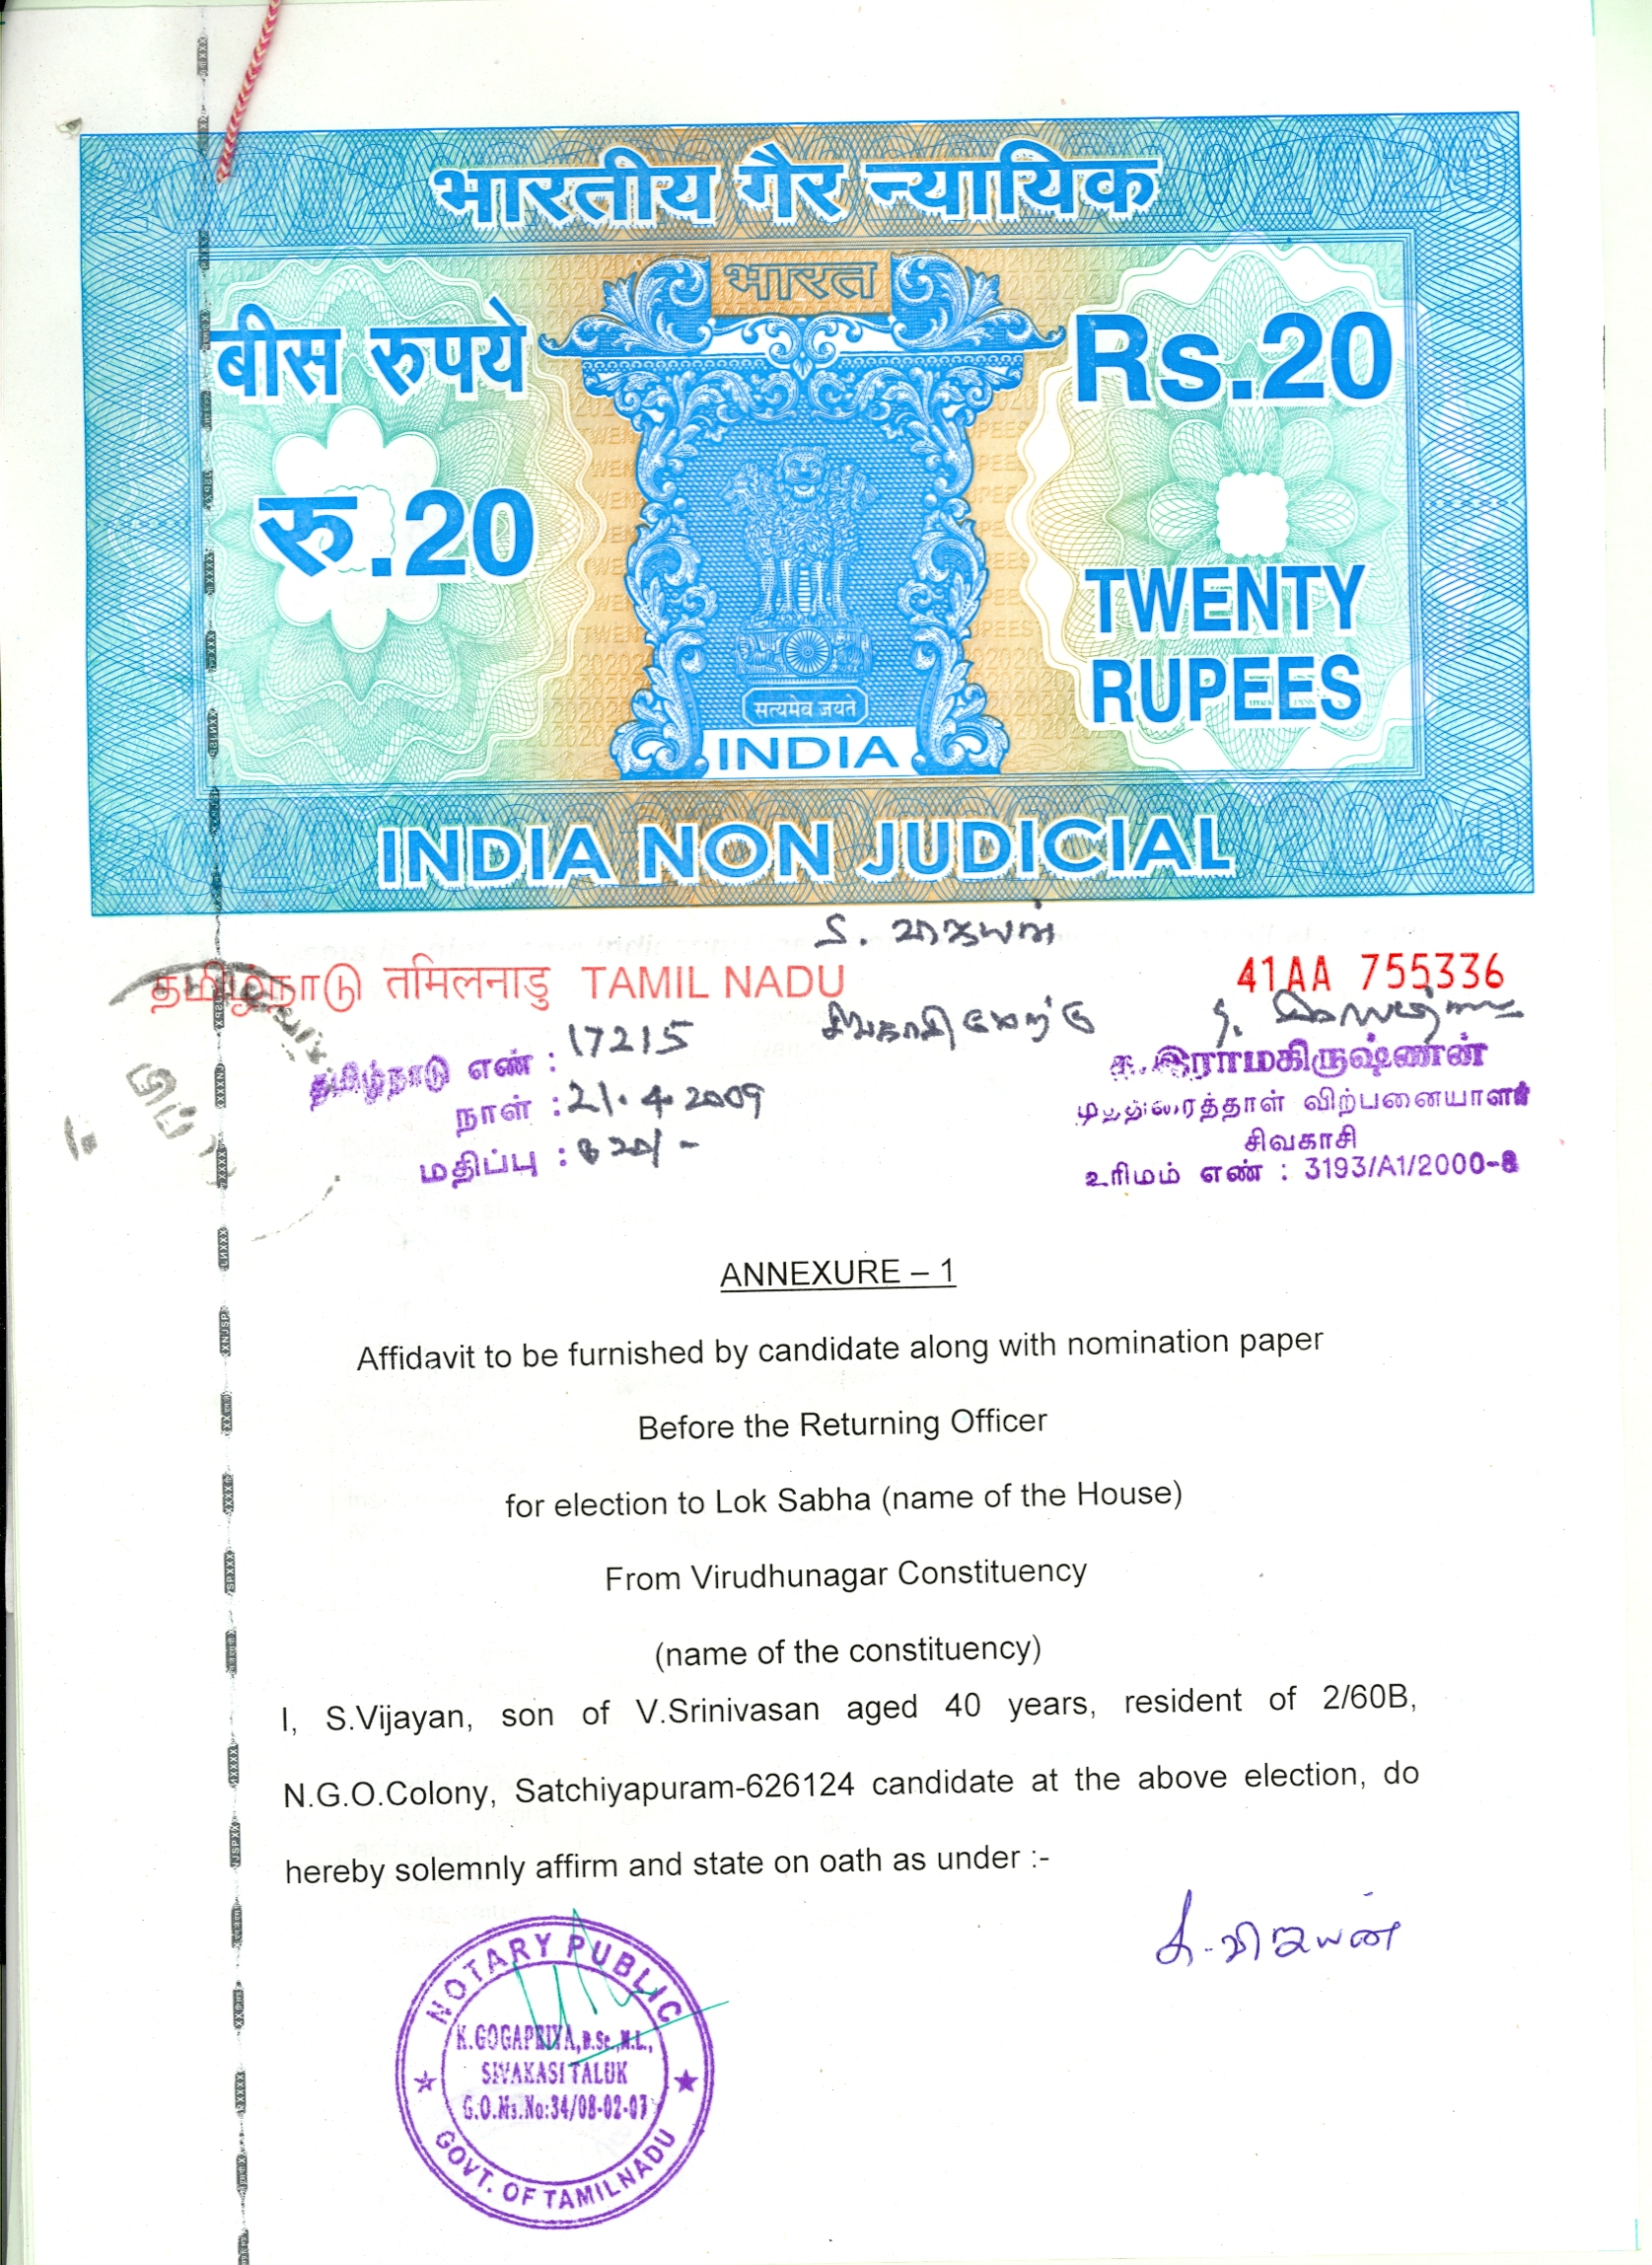 भारतीय गैर न्यायिक
भारत
बीस रुपये
Rs.20
रु.20
TWENTY
RUPEES
सत्यमेव जयते
INDIA
INDIA NON JUDICIAL
தமிழ்நாடு तमिलनाडु TAMIL NADU
41AA 755336
தமிழ்நாடு எண் : 17215
நாள் : 21.4.2009
மதிப்பு : 20/-
இராமகிருஷ்ணன்
முத்திரைத்தாள் விற்பனையாளர்
சிவகாசி
உரிமம் எண் : 3193/A1/2000-8
ANNEXURE – 1
Affidavit to be furnished by candidate along with nomination paper
Before the Returning Officer
for election to Lok Sabha (name of the House)
From Virudhunagar Constituency
(name of the constituency)
I, S.Vijayan, son of V.Srinivasan aged 40 years, resident of 2/60B,
N.G.O.Colony, Satchiyapuram-626124 candidate at the above election, do
hereby solemnly affirm and state on oath as under :-
சீ. விஜயன்
NOTARY PUBLIC
K.GOGAPRIYA, B.Sc., M.L.,
SIVAKASI TALUK
G.O.Ms.No:34/08-02-07
GOVT. OF TAMILNADU